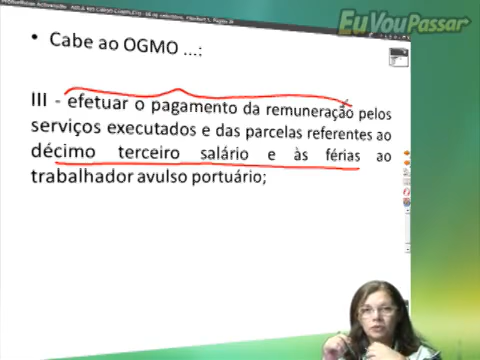 EuVouPassar
• Cabe ao OGMO ...:
III - efetuar o pagamento da remuneração pelos
serviços executados e das parcelas referentes ao
décimo terceiro salário e às férias ao
trabalhador avulso portuário;